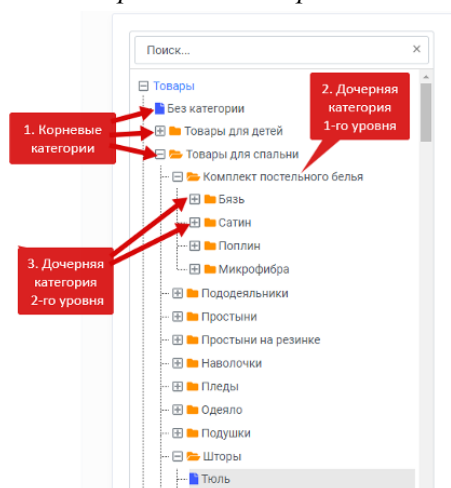 Поиск...
Товары
Без категории
Товары для детей
Товары для спальни
Комплект постельного белья
Бязь
Сатин
Поплин
Микрофибра
Пододеяльники
Простыни
Простыни на резинке
Наволочки
Пледы
Одеяло
Подушки
Шторы
Тюль
1. Корневые
категории
2. Дочерняя
категория
1-го уровня
3. Дочерняя
категория
2-го уровня